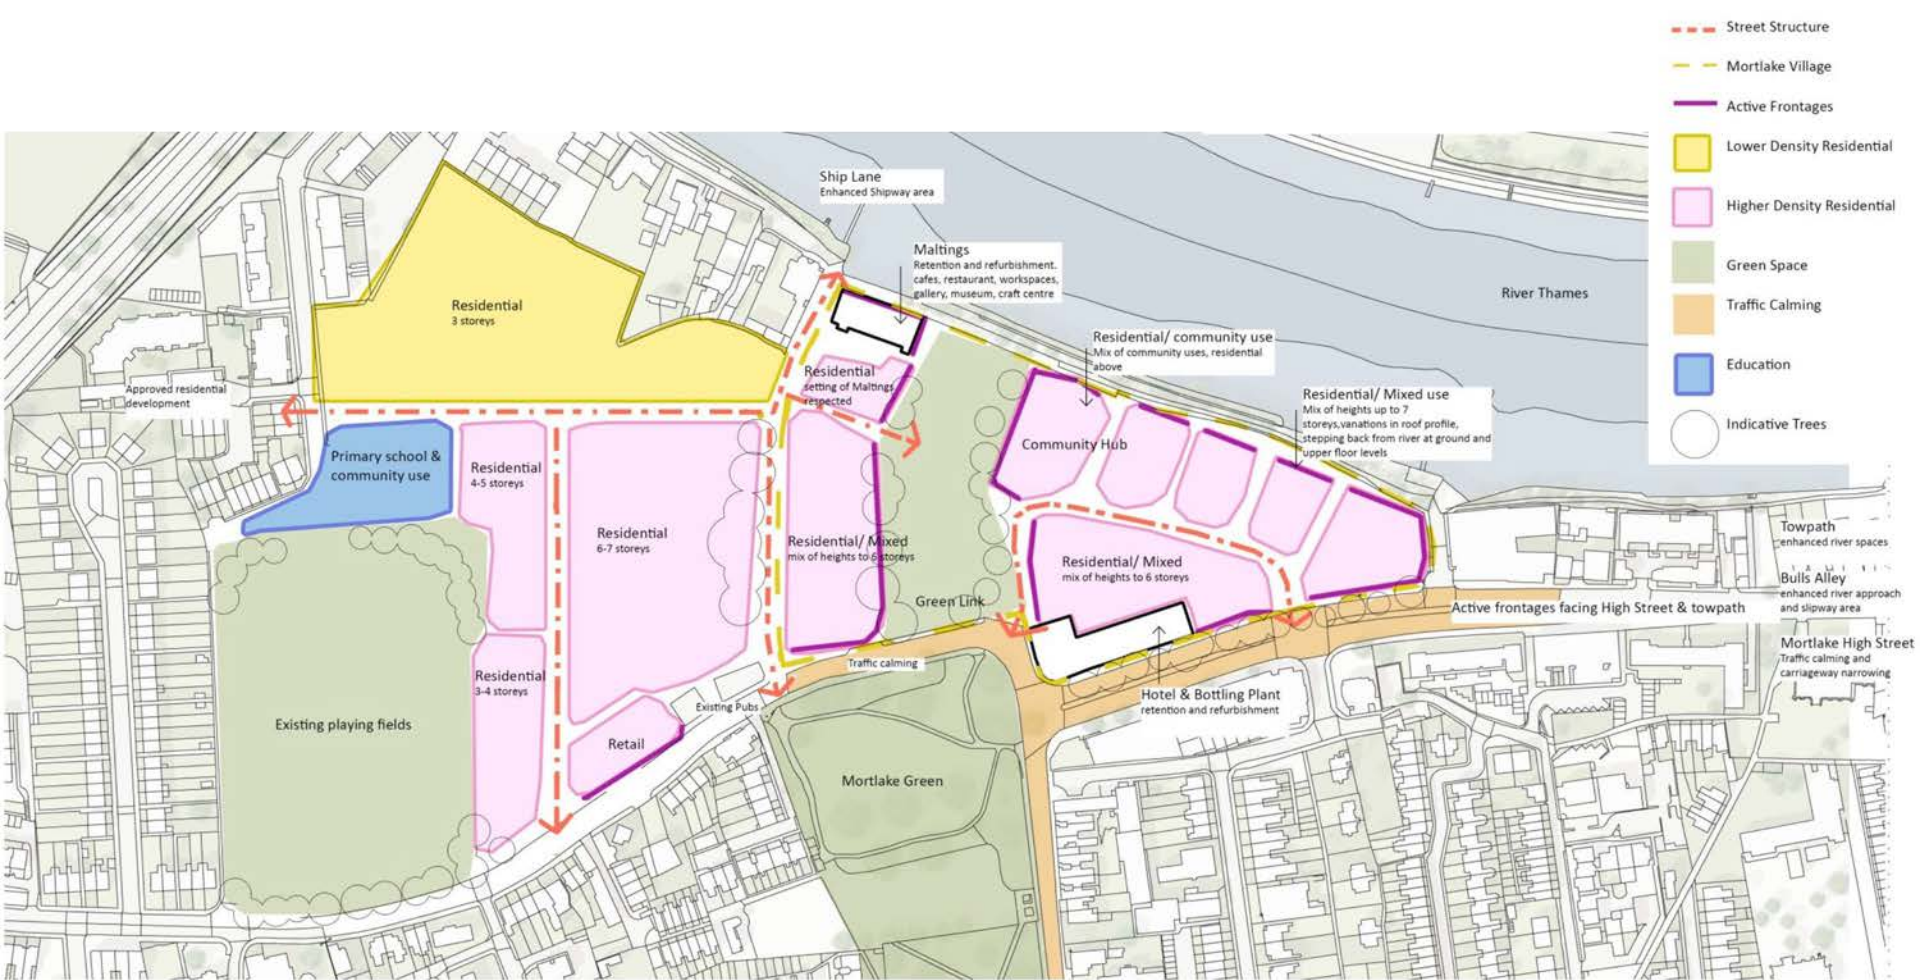 Street Structure
Mortlake Village
Active Frontages
Lower Density Residential
Higher Density Residential
Green Space
Traffic Calming
Education
Indicative Trees
River Thames
Ship Lane
Enhanced Shipway area
Maltings
Retention and refurbishment.
cafes, restaurant, workspaces,
gallery, museum, craft centre
Residential/ community use
Mix of community uses, residential
above
Residential/ Mixed use
Mix of heights up to 7
storeys,vanations in roof profile,
stepping back from river at ground and
upper floor levels
Residential
3 storeys
Approved residential
development
Residential
setting of Maltings
respected
Community Hub
Primary school &
community use
Residential
4-5 storeys
Residential
6-7 storeys
Residential/ Mixed
mix of heights to 6 storeys
Residential/ Mixed
mix of heights to 6 storeys
Green Link
Towpath
enhanced river spaces
Bulls Alley
enhanced river approach
and slipway area
Active frontages facing High Street & towpath
Mortlake High Street
Traffic calming and
carriageway narrowing
Traffic calming
Residential
3-4 storeys
Existing Pubs
Hotel & Bottling Plant
retention and refurbishment
Existing playing fields
Retail
Mortlake Green